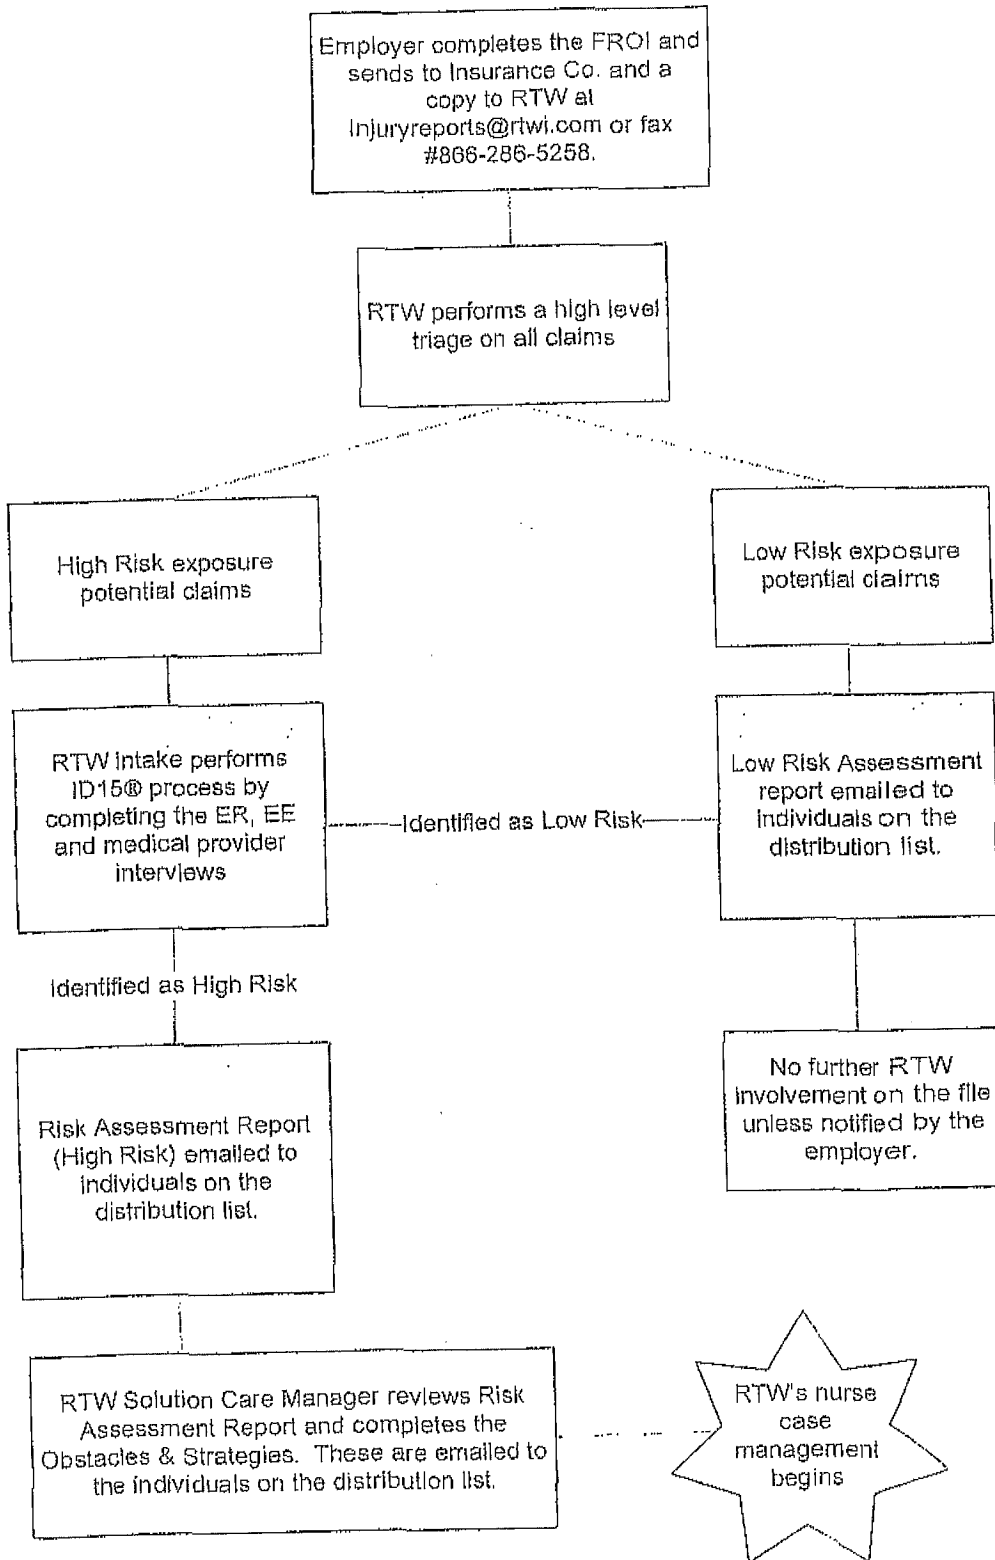 Employer completes the FROI and
sends to Insurance Co. and a
copy to RTW at
Injuryreports@rtwi.com or fax
#866-286-5258.
RTW performs a high level
triage on all claims
High Risk exposure
potential claims
Low Risk exposure
potential claims
RTW Intake performs
ID15® process by
completing the ER, EE
and medical provider
interviews
Identified as Low Risk
Low Risk Assessment
report emailed to
individuals on the
distribution list.
Identified as High Risk
Risk Assessment Report
(High Risk) emailed to
individuals on the
distribution list.
No further RTW
involvement on the file
unless notified by the
employer.
RTW Solution Care Manager reviews Risk
Assessment Report and completes the
Obstacles & Strategies. These are emailed to
the individuals on the distribution list.
RTW's nurse
case
management
begins